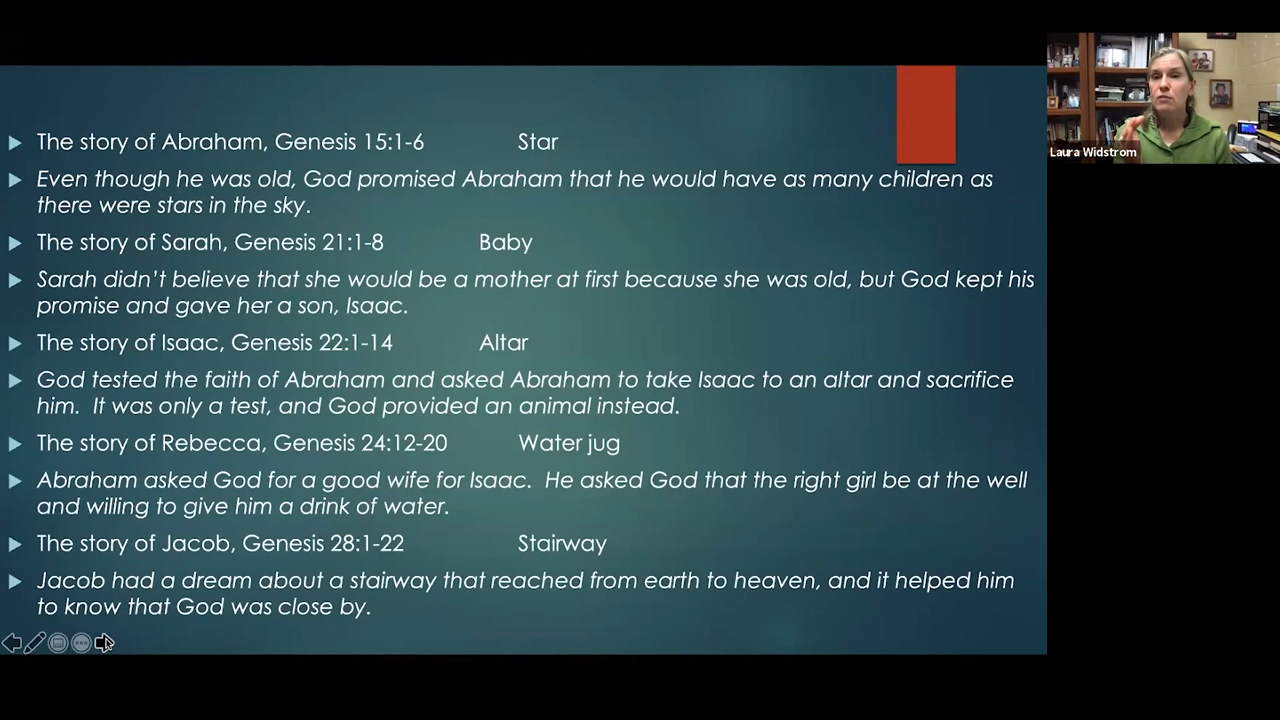 The story of Abraham, Genesis 15:1-6 Star
Even though he was old, God promised Abraham that he would have as many children as
there were stars in the sky.
The story of Sarah, Genesis 21:1-8 Baby
Sarah didn't believe that she would be a mother at first because she was old, but God kept his
promise and gave her a son, Isaac.
The story of Isaac, Genesis 22:1-14 Altar
God tested the faith of Abraham and asked Abraham to take Isaac to an altar and sacrifice
him. It was only a test, and God provided an animal instead.
The story of Rebecca, Genesis 24:12-20 Water jug
Abraham asked God for a good wife for Isaac. He asked God that the right girl be at the well
and willing to give him a drink of water.
The story of Jacob, Genesis 28:1-22 Stairway
Jacob had a dream about a stairway that reached from earth to heaven, and it helped him
to know that God was close by.
Laura Widstrom